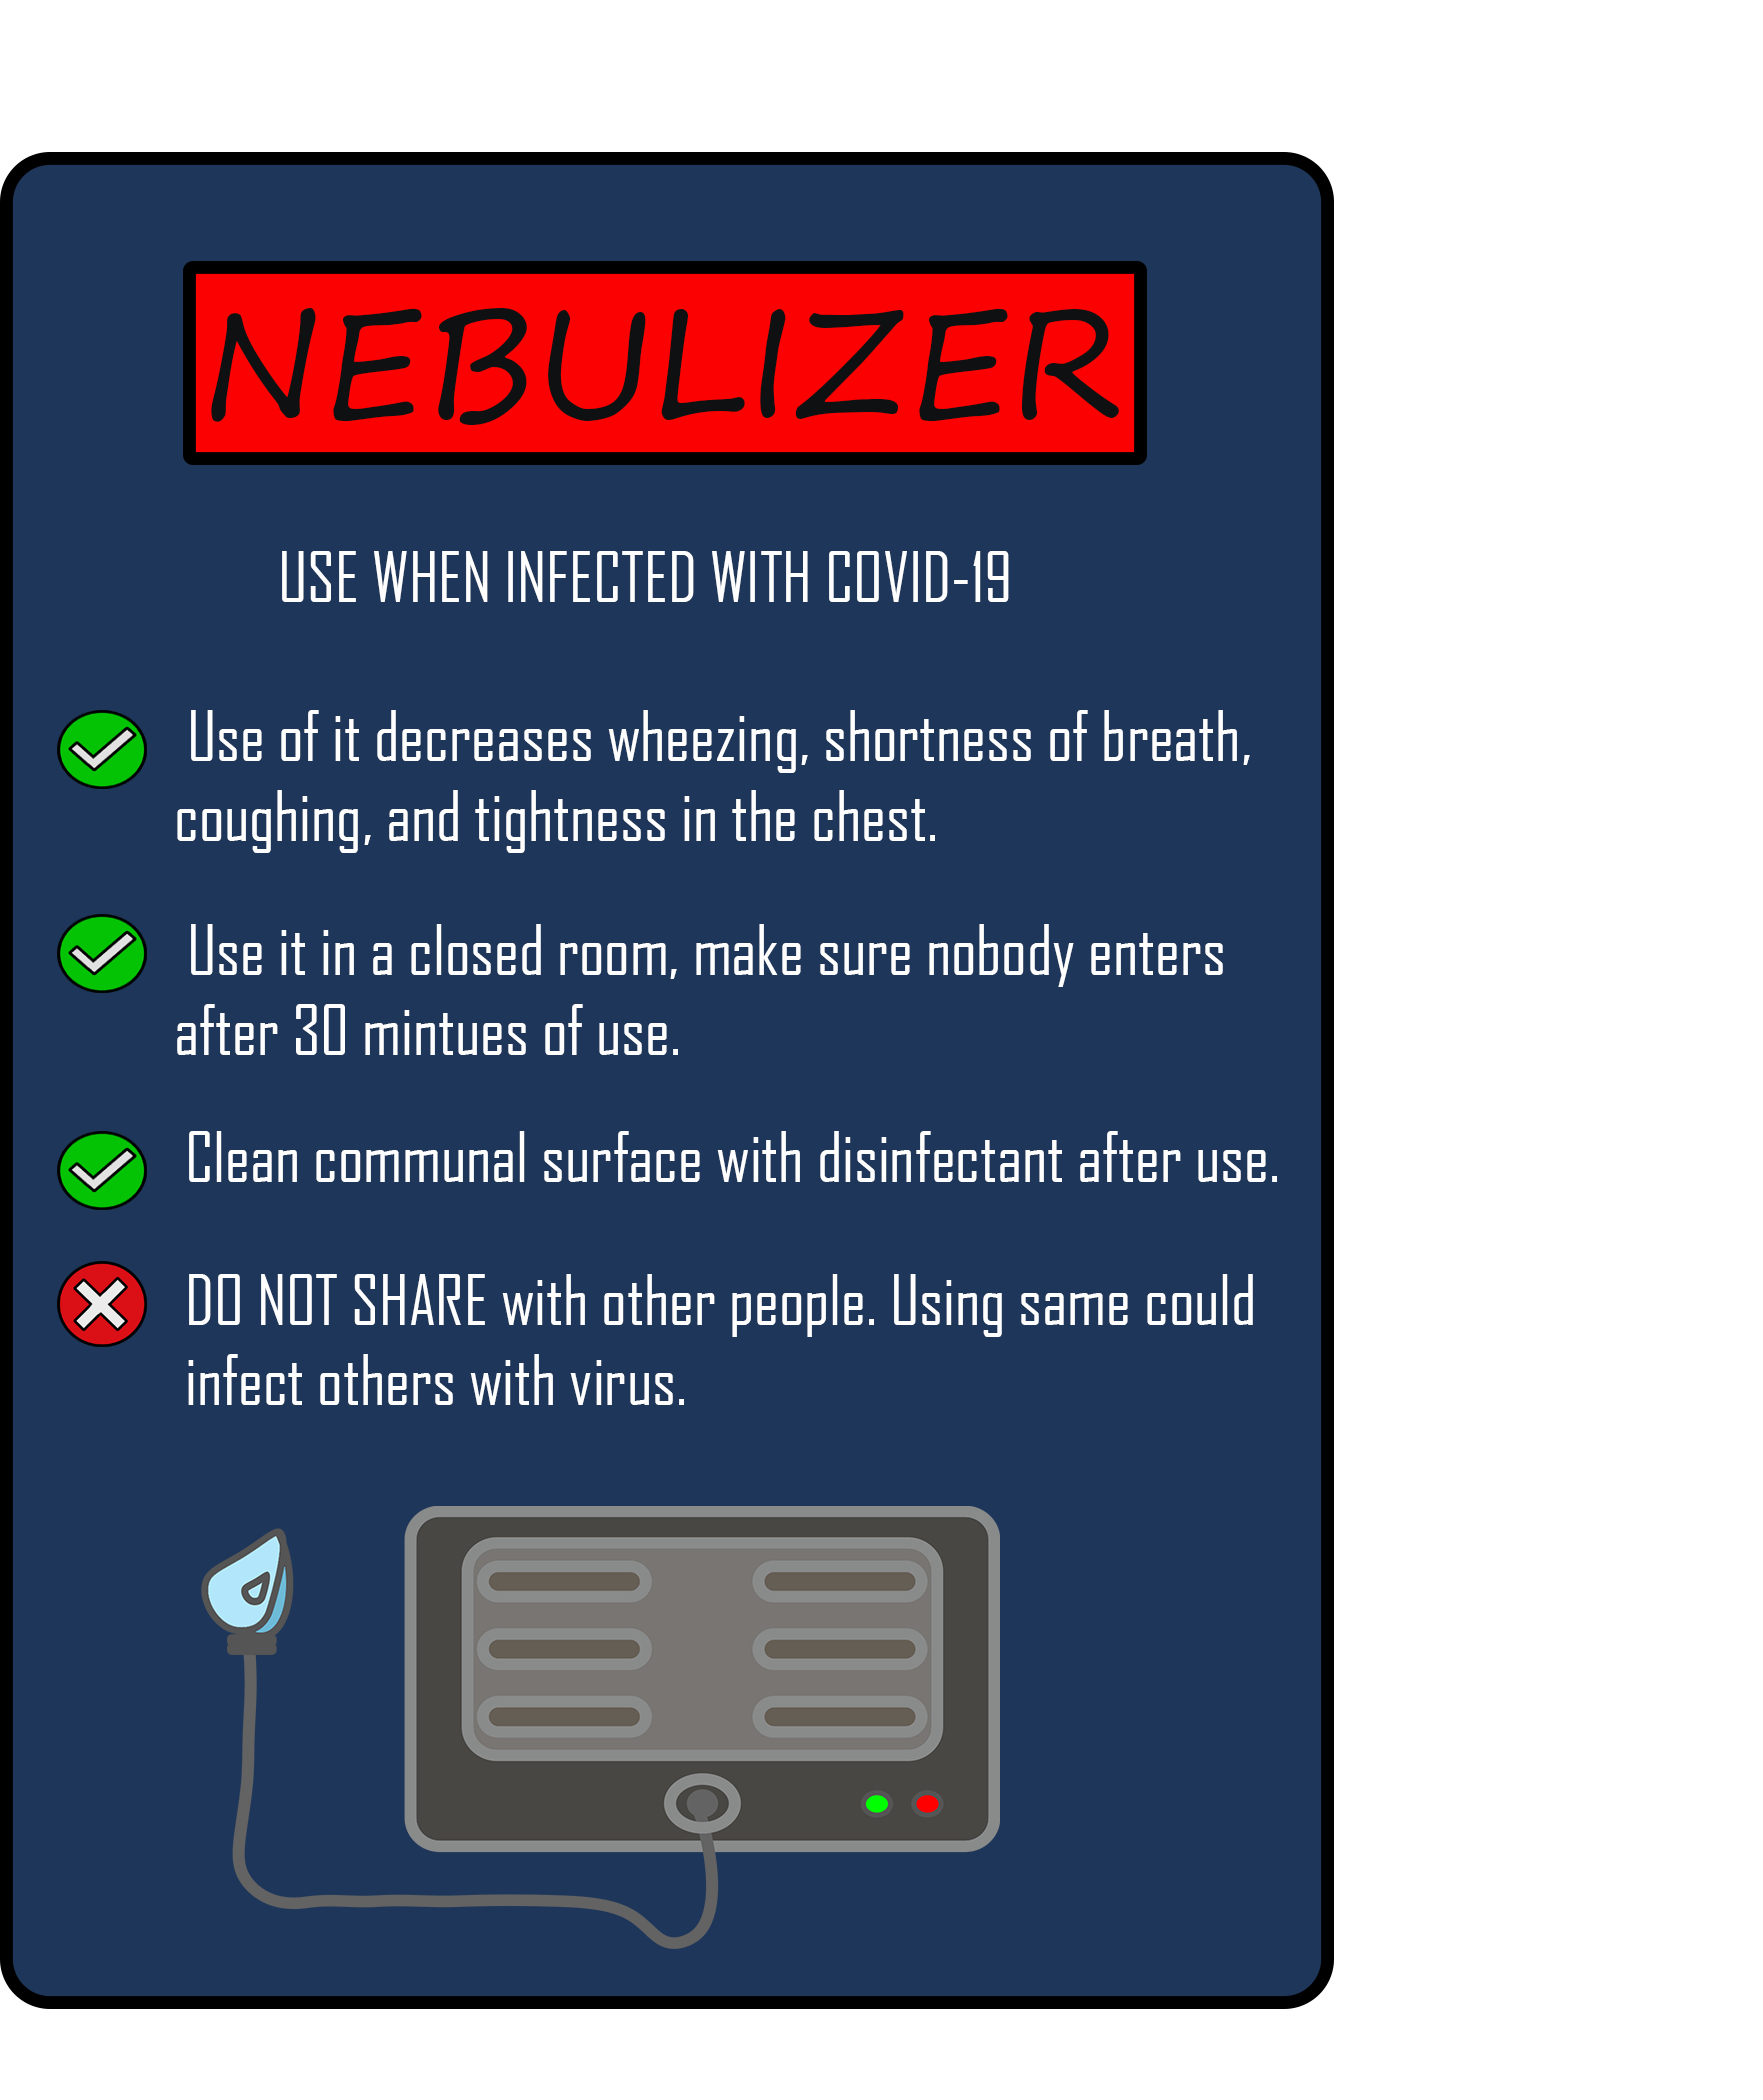 NEBULIZER
USE WHEN INFECTED WITH COVID-19
Use of it decreases wheezing, shortness of breath,
coughing, and tightness in the chest.
Use it in a closed room, make sure nobody enters
after 30 mintues of use.
Clean communal surface with disinfectant after use.
DO NOT SHARE with other people. Using same could
infect others with virus.